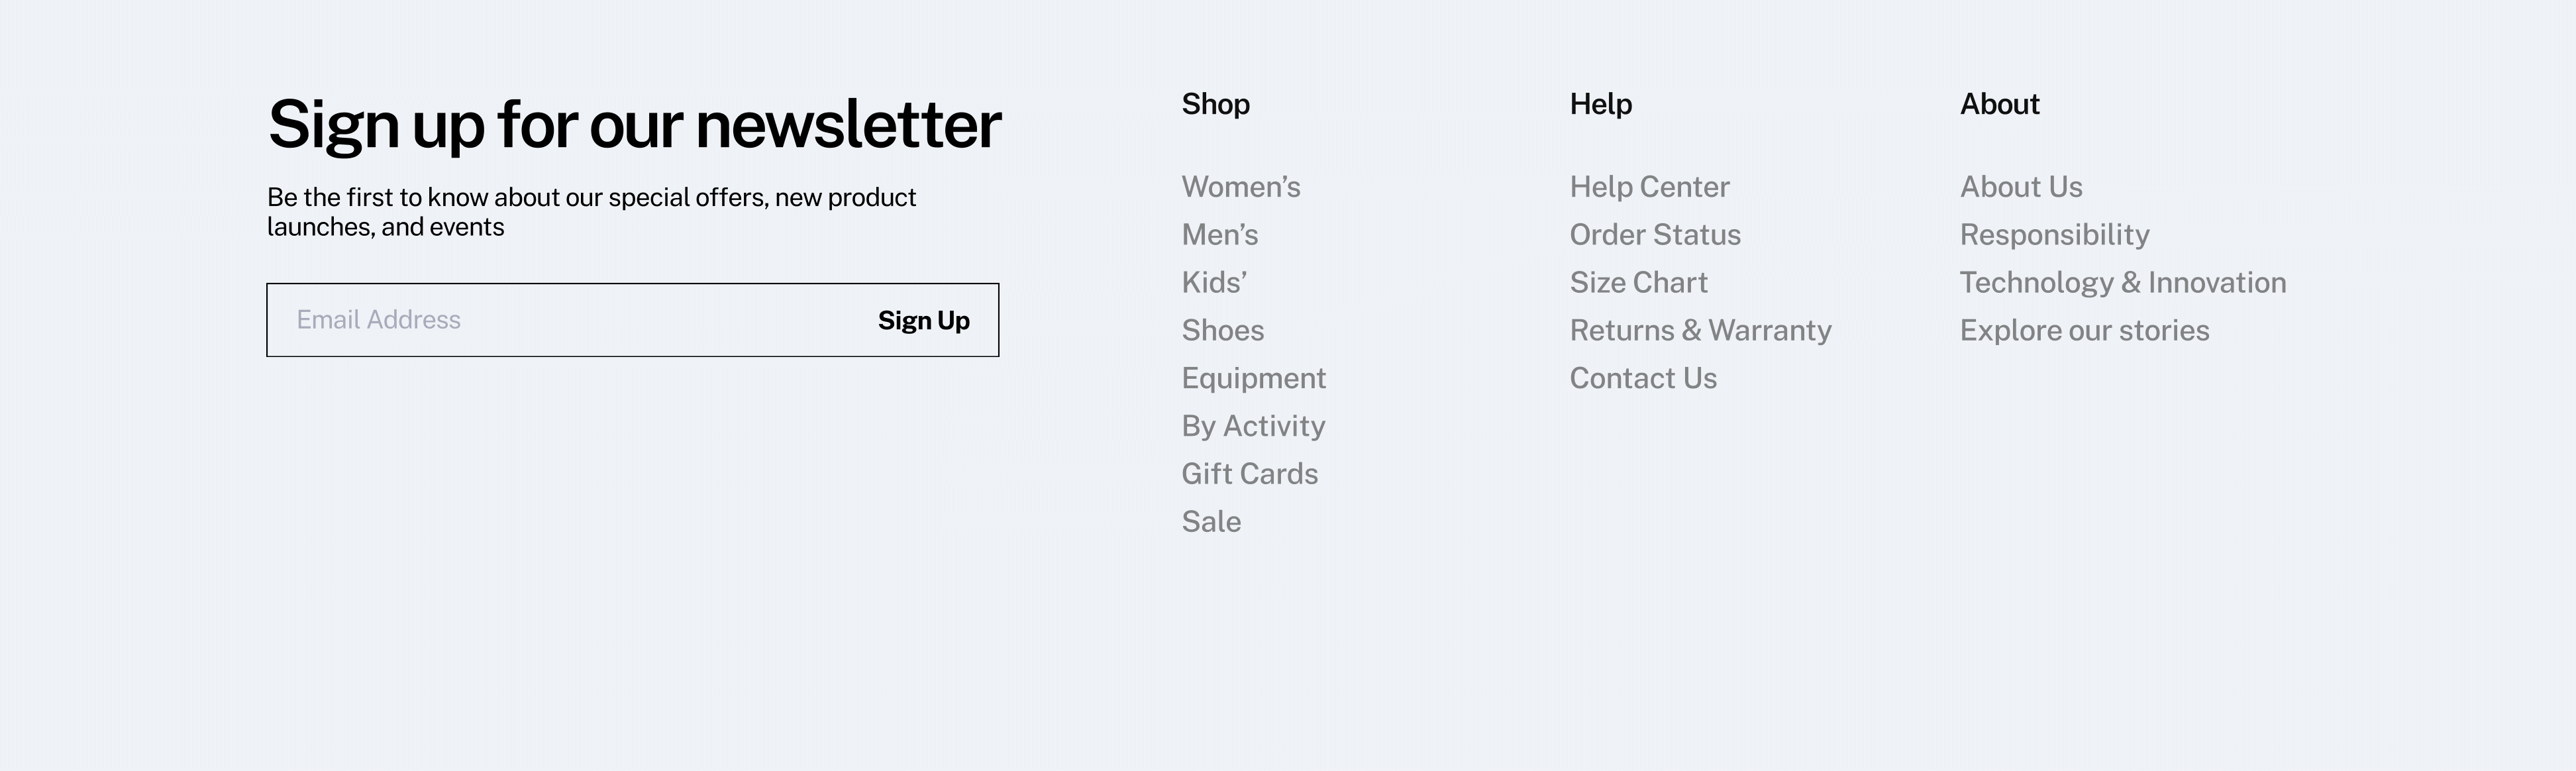 Sign up for our newsletter
Be the first to know about our special offers, new product
launches, and events
Email Address
Sign Up
Shop
Women’s
Men’s
Kids’
Shoes
Equipment
By Activity
Gift Cards
Sale
Help
Help Center
Order Status
Size Chart
Returns & Warranty
Contact Us
About
About Us
Responsibility
Technology & Innovation
Explore our stories